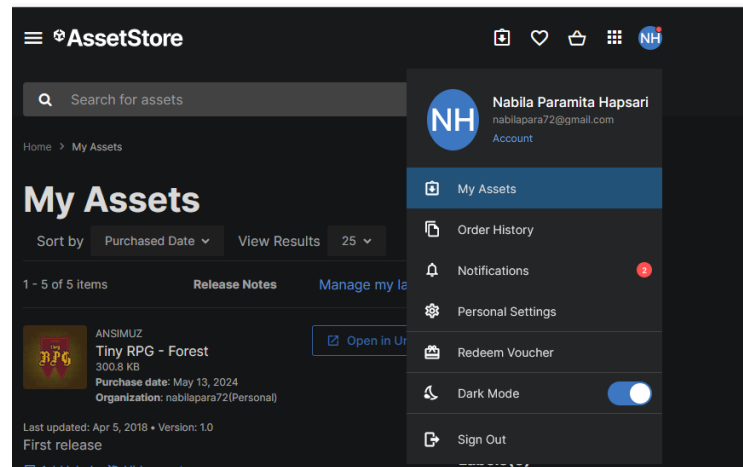 AssetStore
NH
Search for assets
Home > My Assets
My Assets
Sort by Purchased Date View Results 25
1 - 5 of 5 items Release Notes Manage my la
TINY RPG
ANSIMUZ
Tiny RPG - Forest
300.8 KB
Purchase date: May 13, 2024
Organization: nabilapara72(Personal)
Open in Un
Last updated: Apr 5, 2018 • Version: 1.0
First release
NH
Nabila Paramita Hapsari
nabilapara72@gmail.com
Account
My Assets
Order History
Notifications 2
Personal Settings
Redeem Voucher
Dark Mode
Sign Out